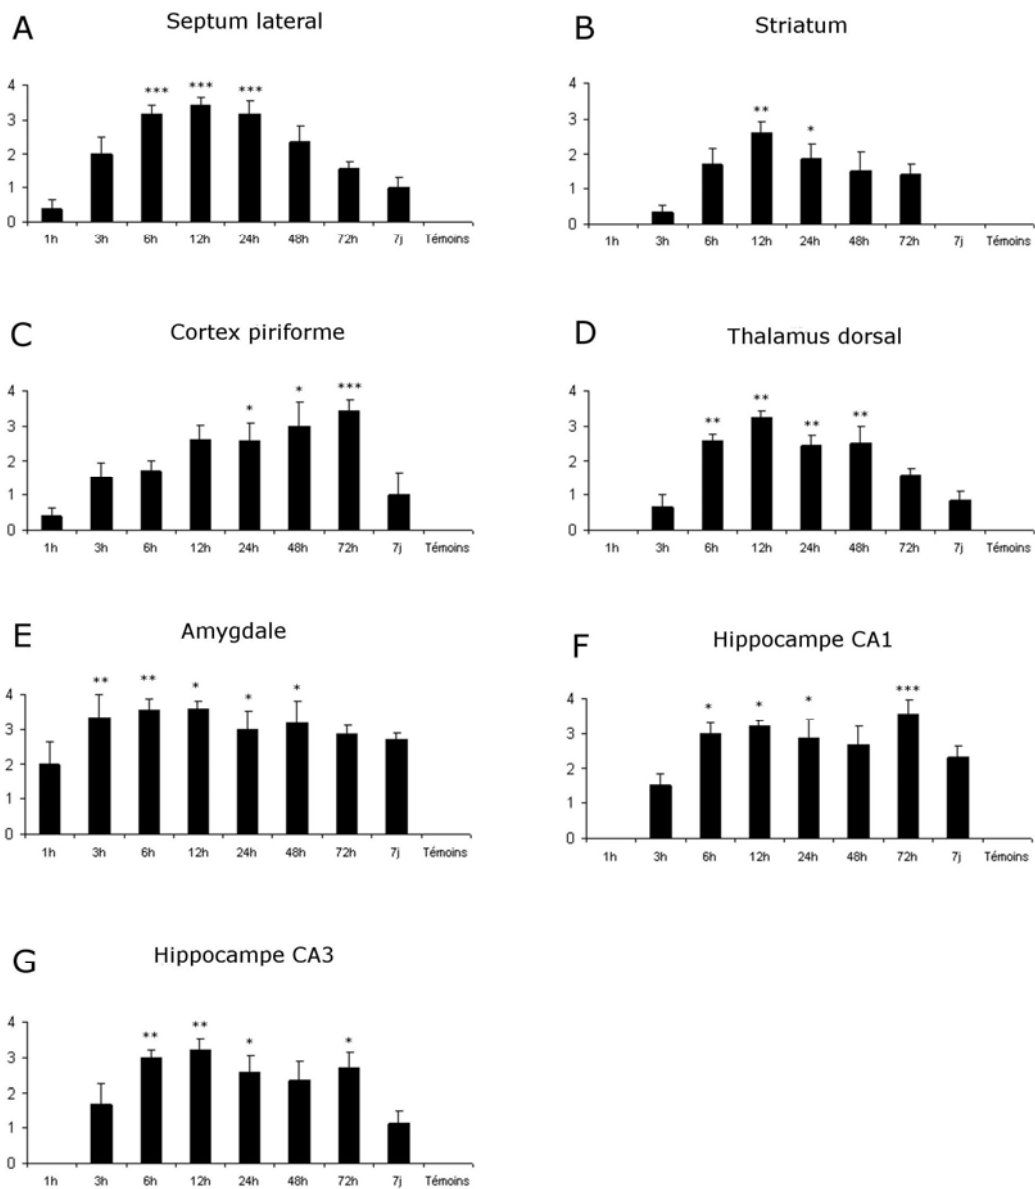 A
Septum lateral
4
3
2
1
0
*** *** ***
1h 3h 6h 12h 24h 48h 72h 7j Témoins
B
Striatum
4
3
2
1
0
** *
1h 3h 6h 12h 24h 48h 72h 7j Témoins
C
Cortex piriforme
4
3
2
1
0
* * ***
1h 3h 6h 12h 24h 48h 72h 7j Témoins
D
Thalamus dorsal
4
3
2
1
0
** ** ** **
1h 3h 6h 12h 24h 48h 72h 7j Témoins
E
Amygdale
4
3
2
1
0
** ** * * *
1h 3h 6h 12h 24h 48h 72h 7j Témoins
F
Hippocampe CA1
4
3
2
1
0
* * * ***
1h 3h 6h 12h 24h 48h 72h 7j Témoins
G
Hippocampe CA3
4
3
2
1
0
** ** * *
1h 3h 6h 12h 24h 48h 72h 7j Témoins